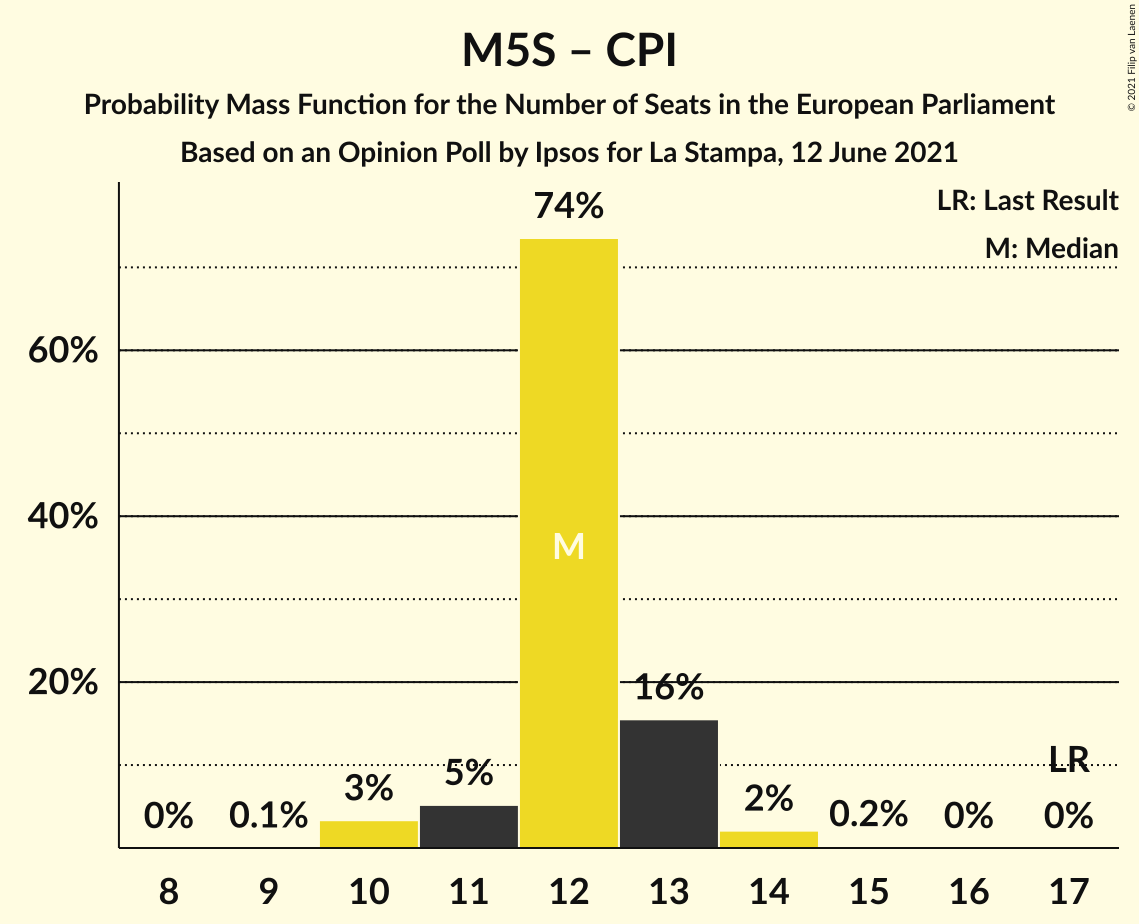 M5S – CPI
Probability Mass Function for the Number of Seats in the European Parliament
Based on an Opinion Poll by Ipsos for La Stampa, 12 June 2021
© 2021 Filip van Laenen
LR: Last Result
M: Median
60%
40%
20%
0%
0.1%
3%
5%
74%
M
16%
2%
0.2%
0%
LR
0%
8 9 10 11 12 13 14 15 16 17